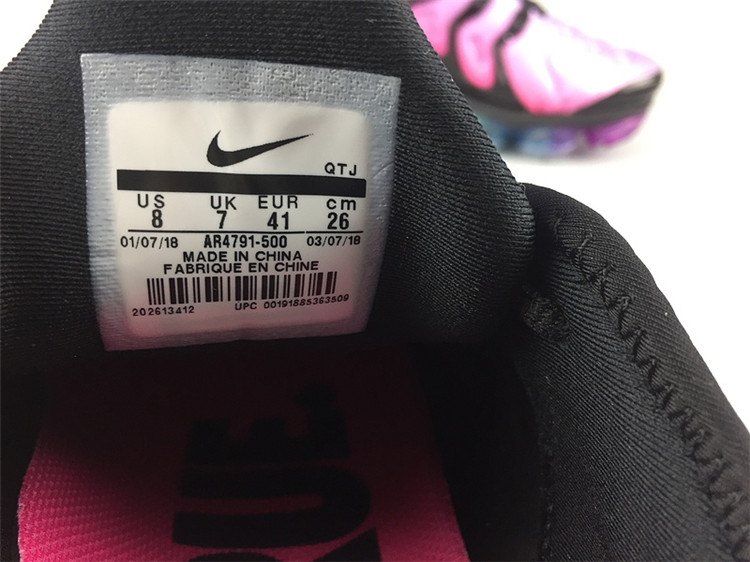 QTJ
US UK EUR cm
8 7 41 26
01/07/18 AR4791-500 03/07/18
MADE IN CHINA
FABRIQUE EN CHINE
202613412 UPC 00191885363509
RUE.